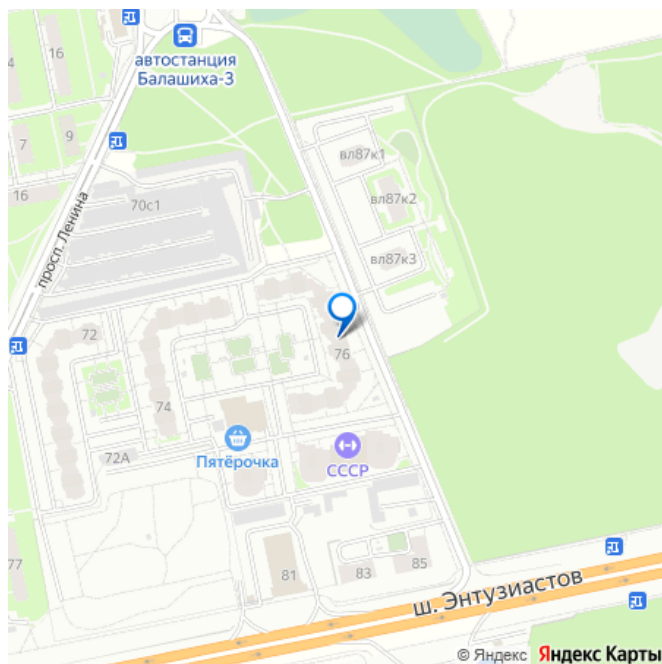 16
4
автостанция
Балашиха-3
7
9
16
вл87к1
вл87к2
вл87к3
70с1
просп. Ленина
72
76
74
72А
Пятёрочка
СССР
77
81
83
85
ш. Энтузиастов
© Яндекс Яндекс Карты